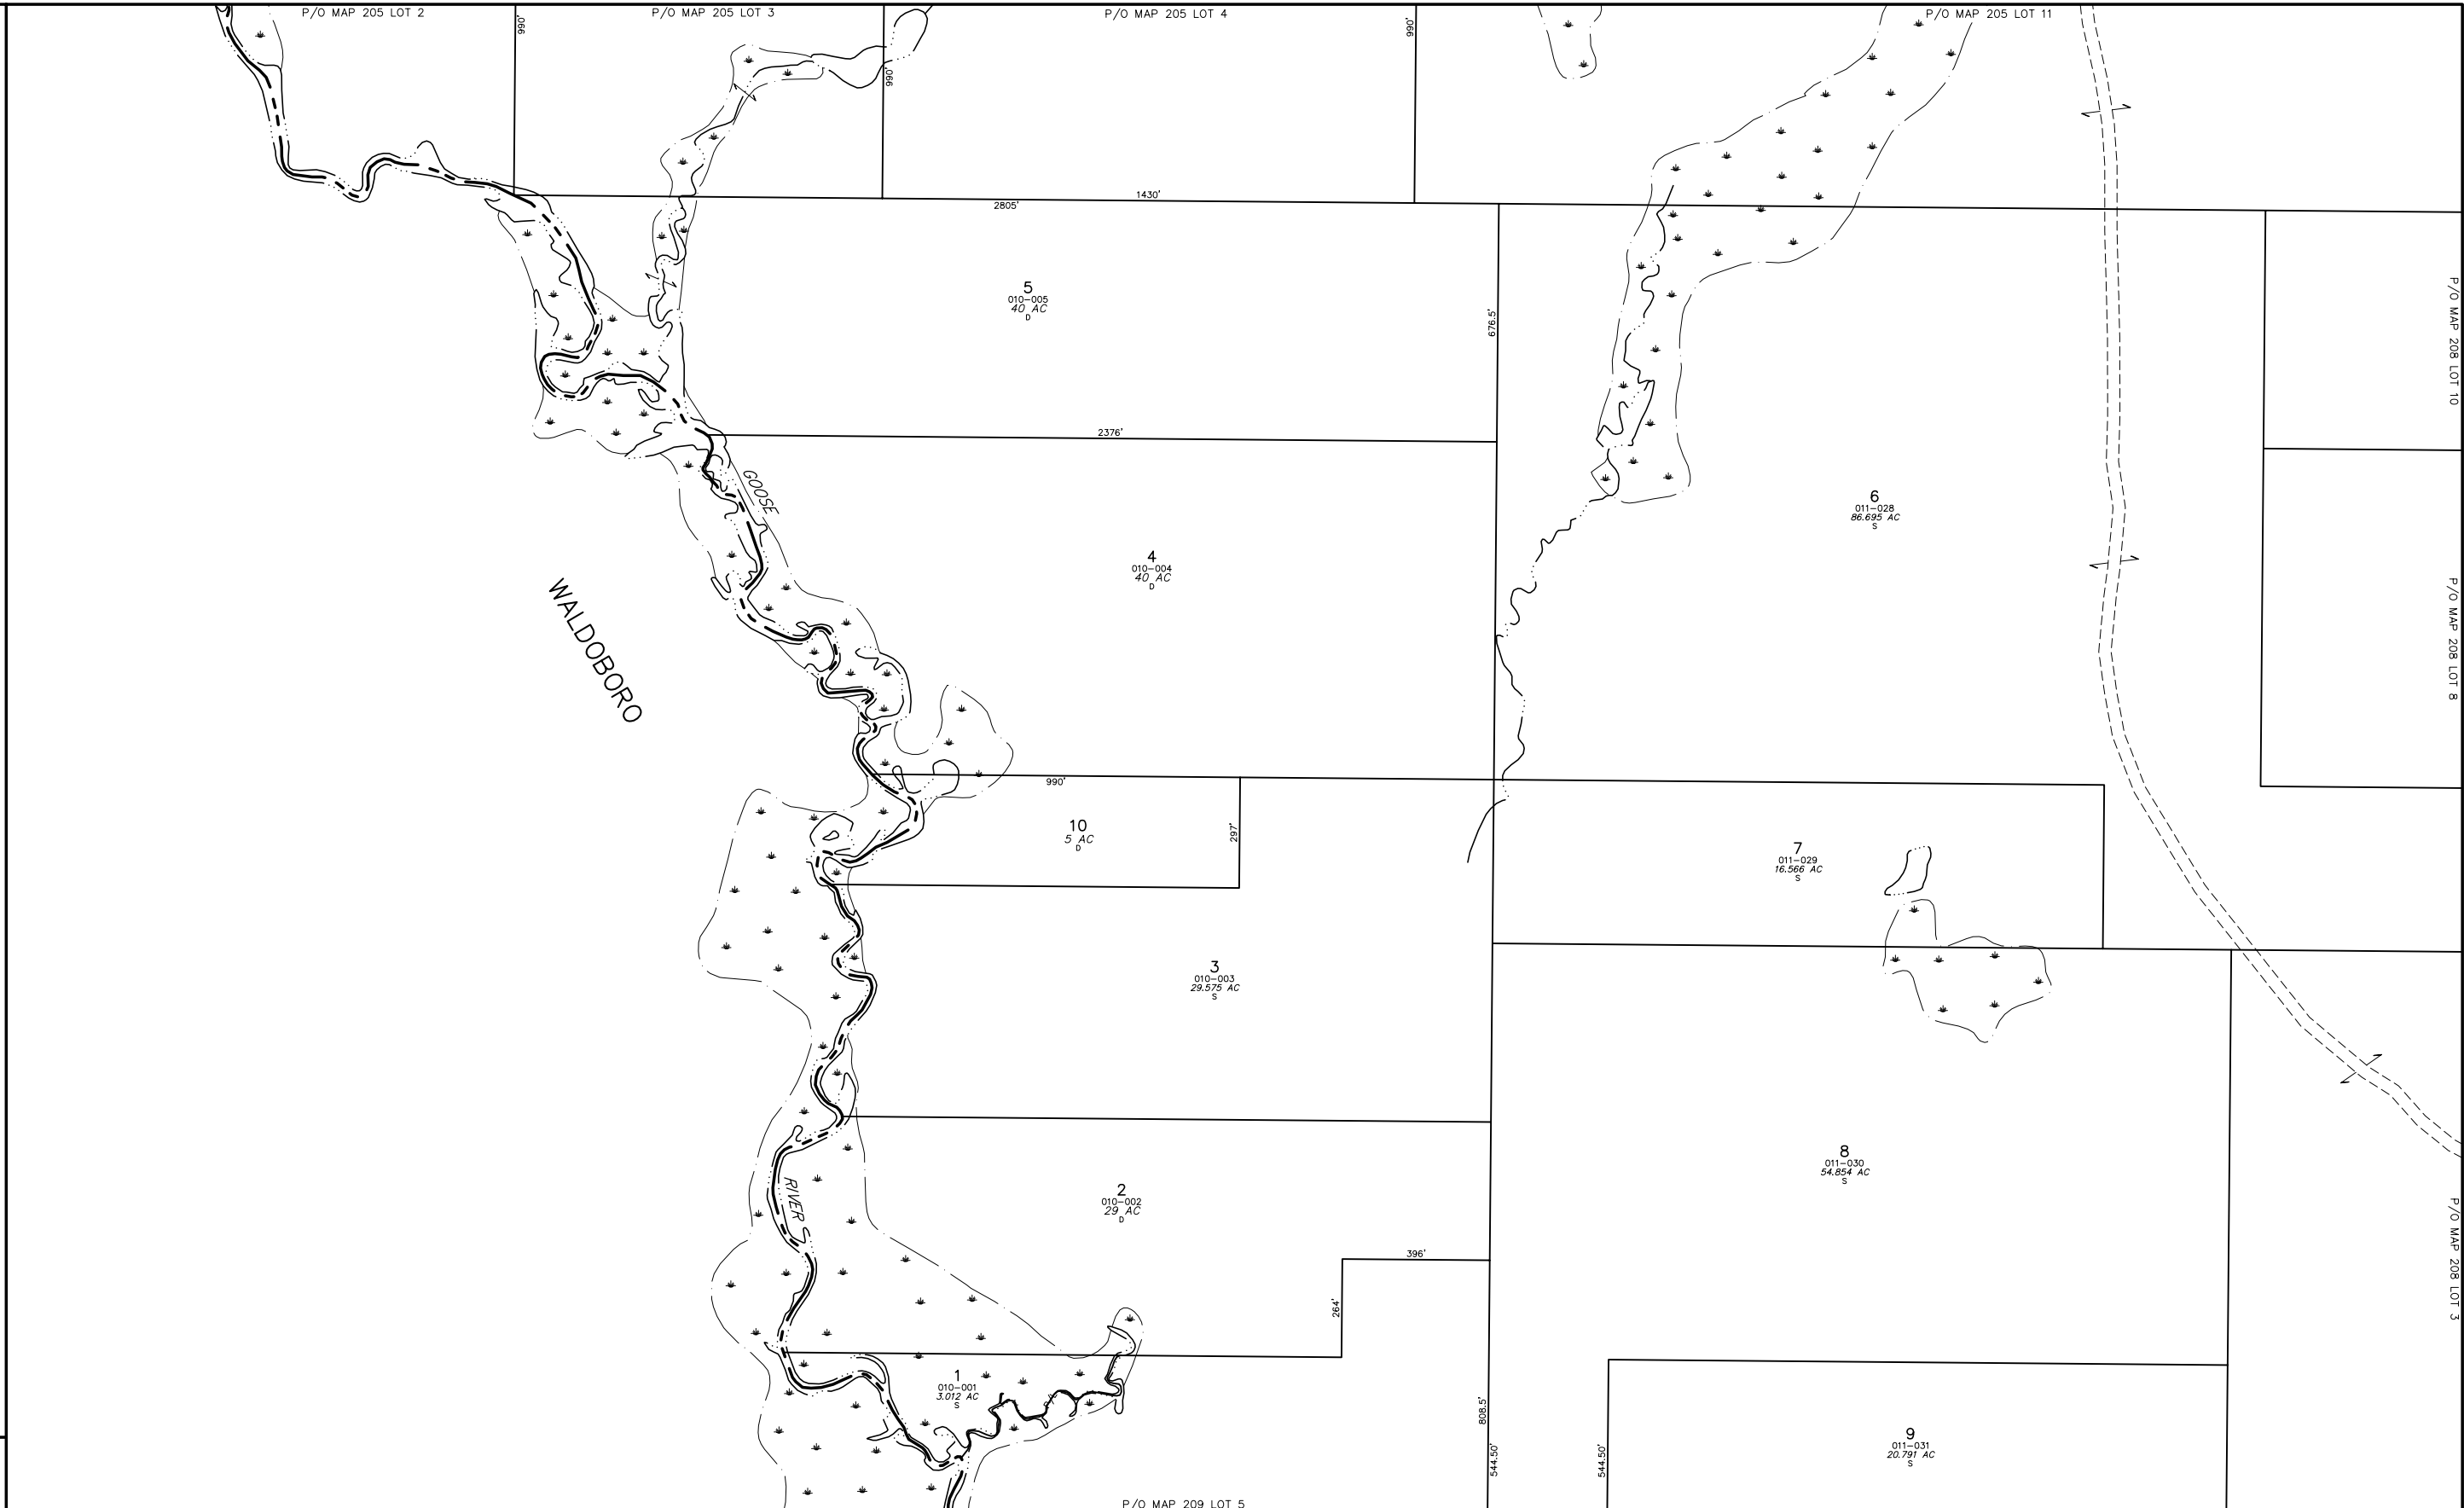 P/O MAP 205 LOT 2
P/O MAP 205 LOT 3
P/O MAP 205 LOT 4
P/O MAP 205 LOT 11
990'
990'
990'
1430'
2805'
5
010-005
40 AC
D
676.5'
P/O MAP 208 LOT 10
2376'
GOOSE
6
011-028
86.695 AC
S
4
010-004
40 AC
D
WALDOBORO
P/O MAP 208 LOT 8
990'
10
5 AC
D
297'
7
011-029
16.566 AC
S
3
010-003
29.575 AC
S
8
011-030
54.854 AC
S
2
010-002
29 AC
D
RIVER
396'
264'
P/O MAP 208 LOT 3
1
010-001
3.012 AC
S
808.5'
544.50'
544.50'
9
011-031
20.791 AC
S
P/O MAP 209 LOT 5